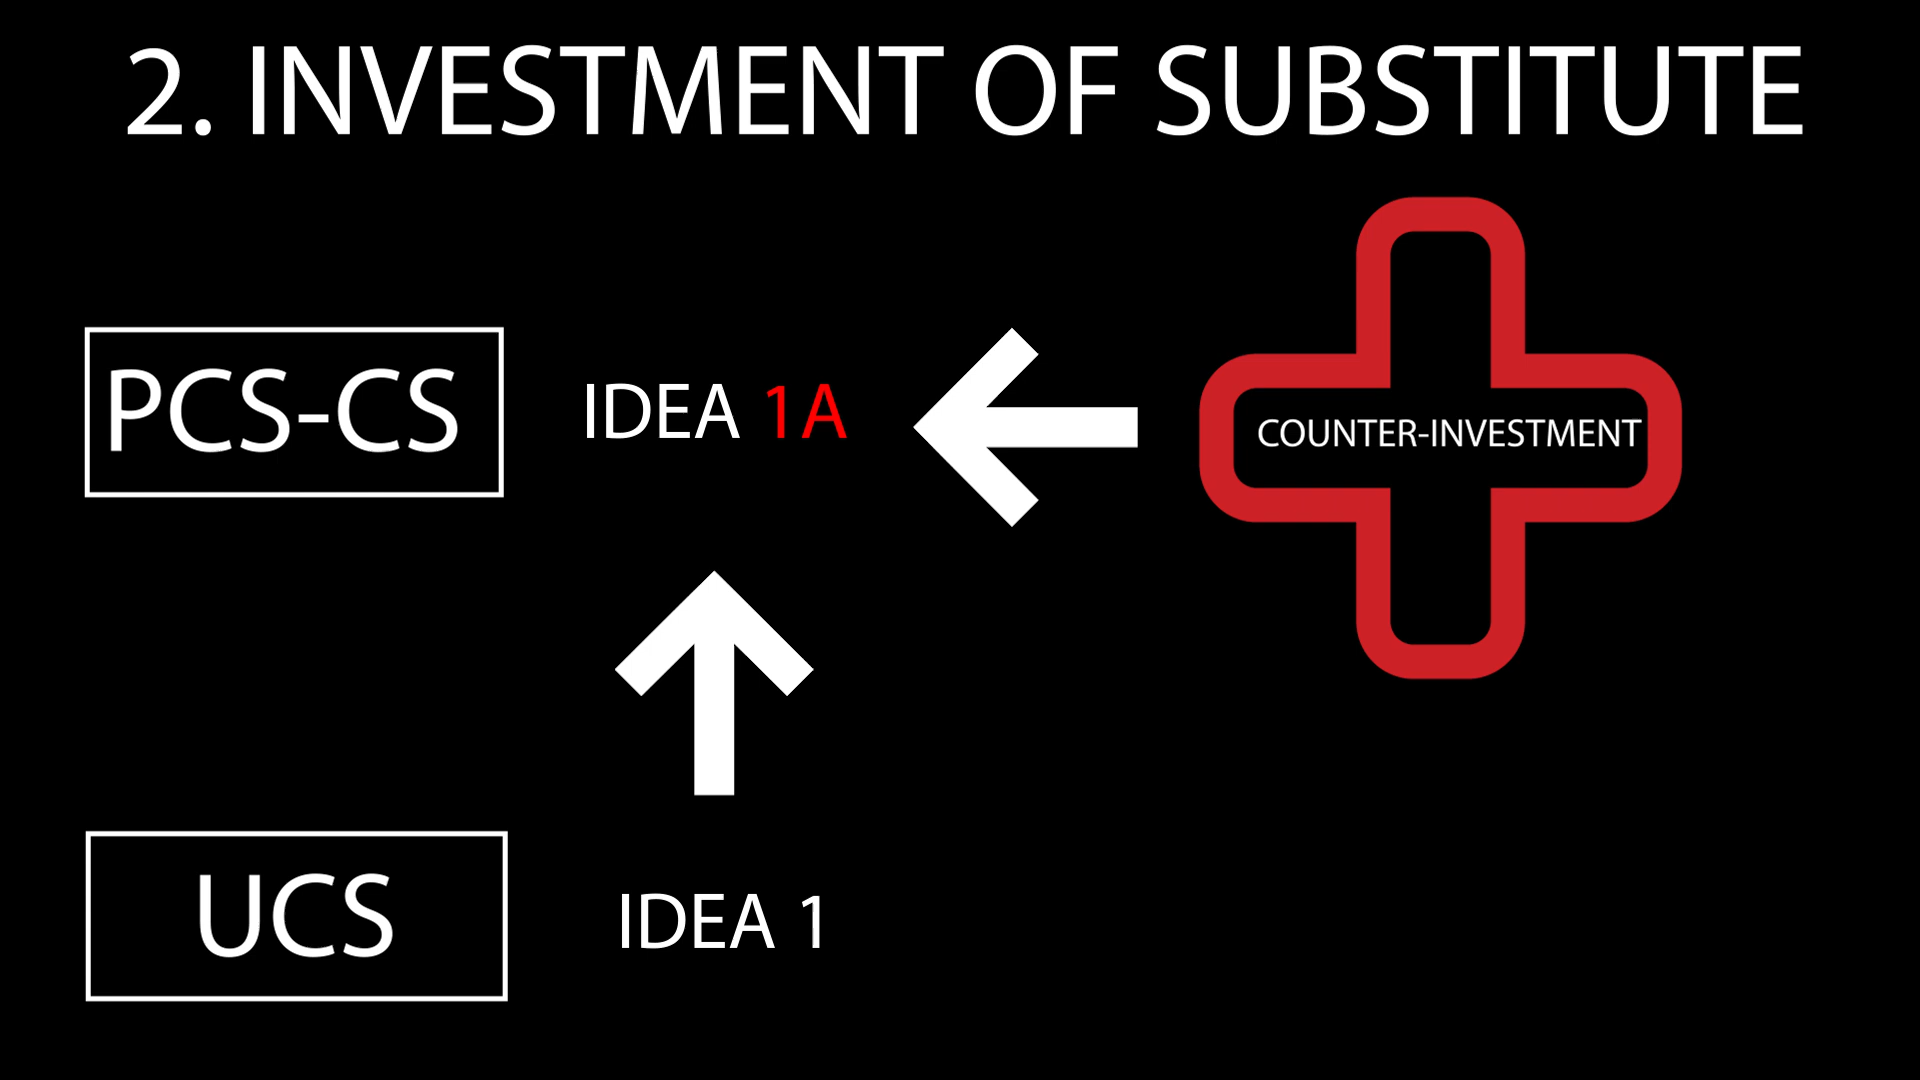 2. INVESTMENT OF SUBSTITUTE
PCS-CS
IDEA 1A
COUNTER-INVESTMENT
UCS
IDEA 1